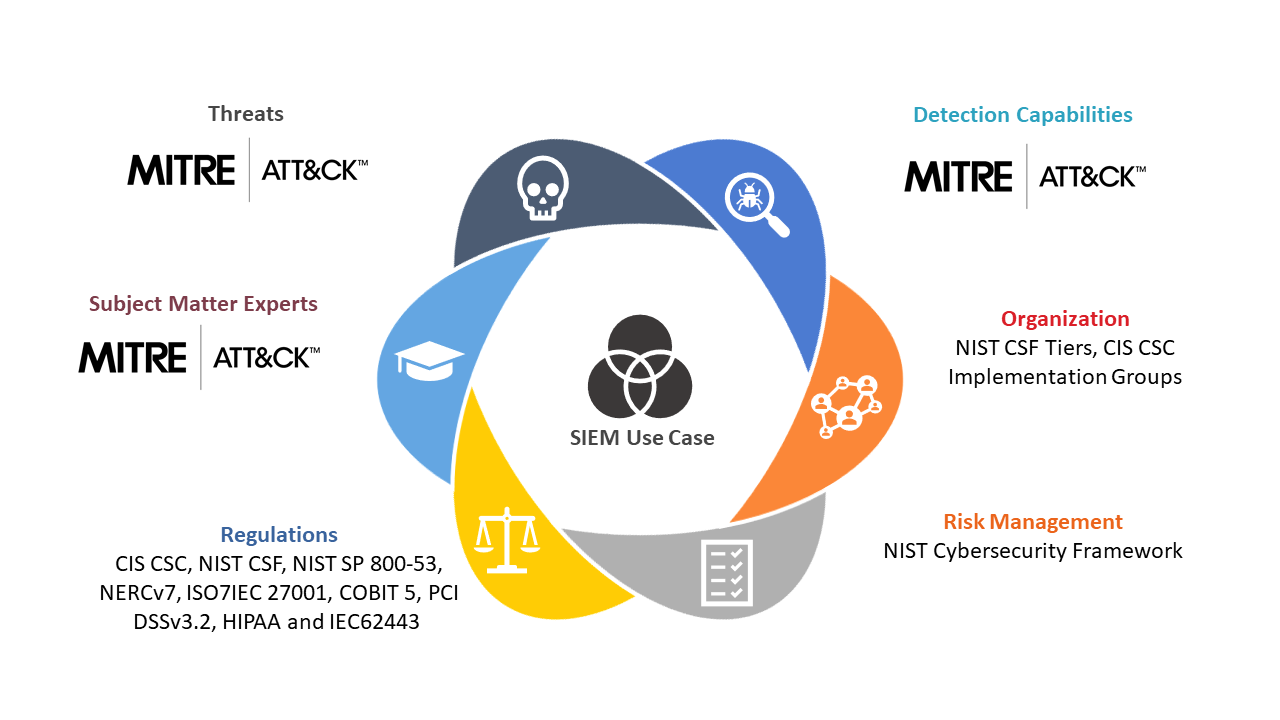 Threats
MITRE | ATT&CK™
Detection Capabilities
MITRE | ATT&CK™
Subject Matter Experts
MITRE | ATT&CK™
Organization
NIST CSF Tiers, CIS CSC
Implementation Groups
SIEM Use Case
Regulations
CIS CSC, NIST CSF, NIST SP 800-53,
NERCv7, ISO7IEC 27001, COBIT 5, PCI
DSSv3.2, HIPAA and IEC62443
Risk Management
NIST Cybersecurity Framework